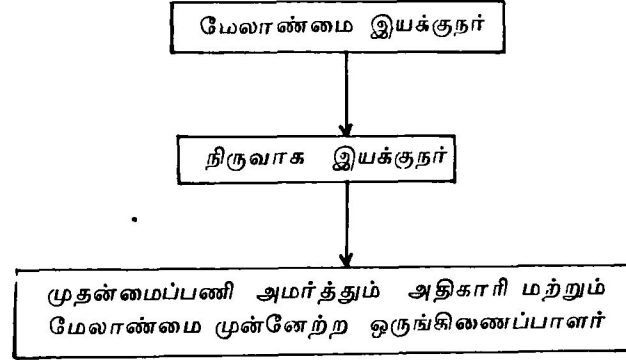 மேலாண்மை இயக்குநர்
நிருவாக இயக்குநர்
முதன்மைப்பணி அமர்த்தும் அதிகாரி மற்றும்
மேலாண்மை முன்னேற்ற ஒருங்கிணைப்பாளர்